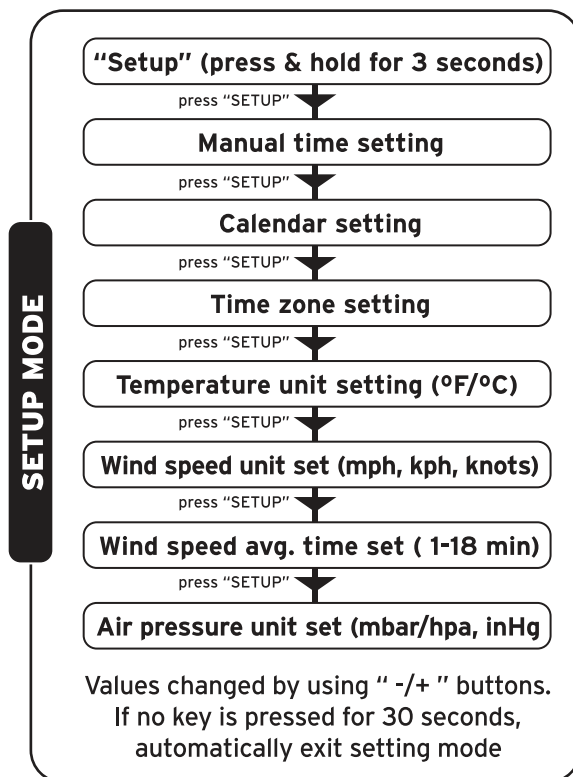 “Setup” (press & hold for 3 seconds)
press “SETUP”
Manual time setting
press “SETUP”
Calendar setting
press “SETUP”
Time zone setting
press “SETUP”
Temperature unit setting (ºF/ºC)
press “SETUP”
Wind speed unit set (mph, kph, knots)
press “SETUP”
Wind speed avg. time set ( 1-18 min)
press “SETUP”
Air pressure unit set (mbar/hpa, inHg
SETUP MODE
Values changed by using “ -/+ ” buttons.
If no key is pressed for 30 seconds,
automatically exit setting mode